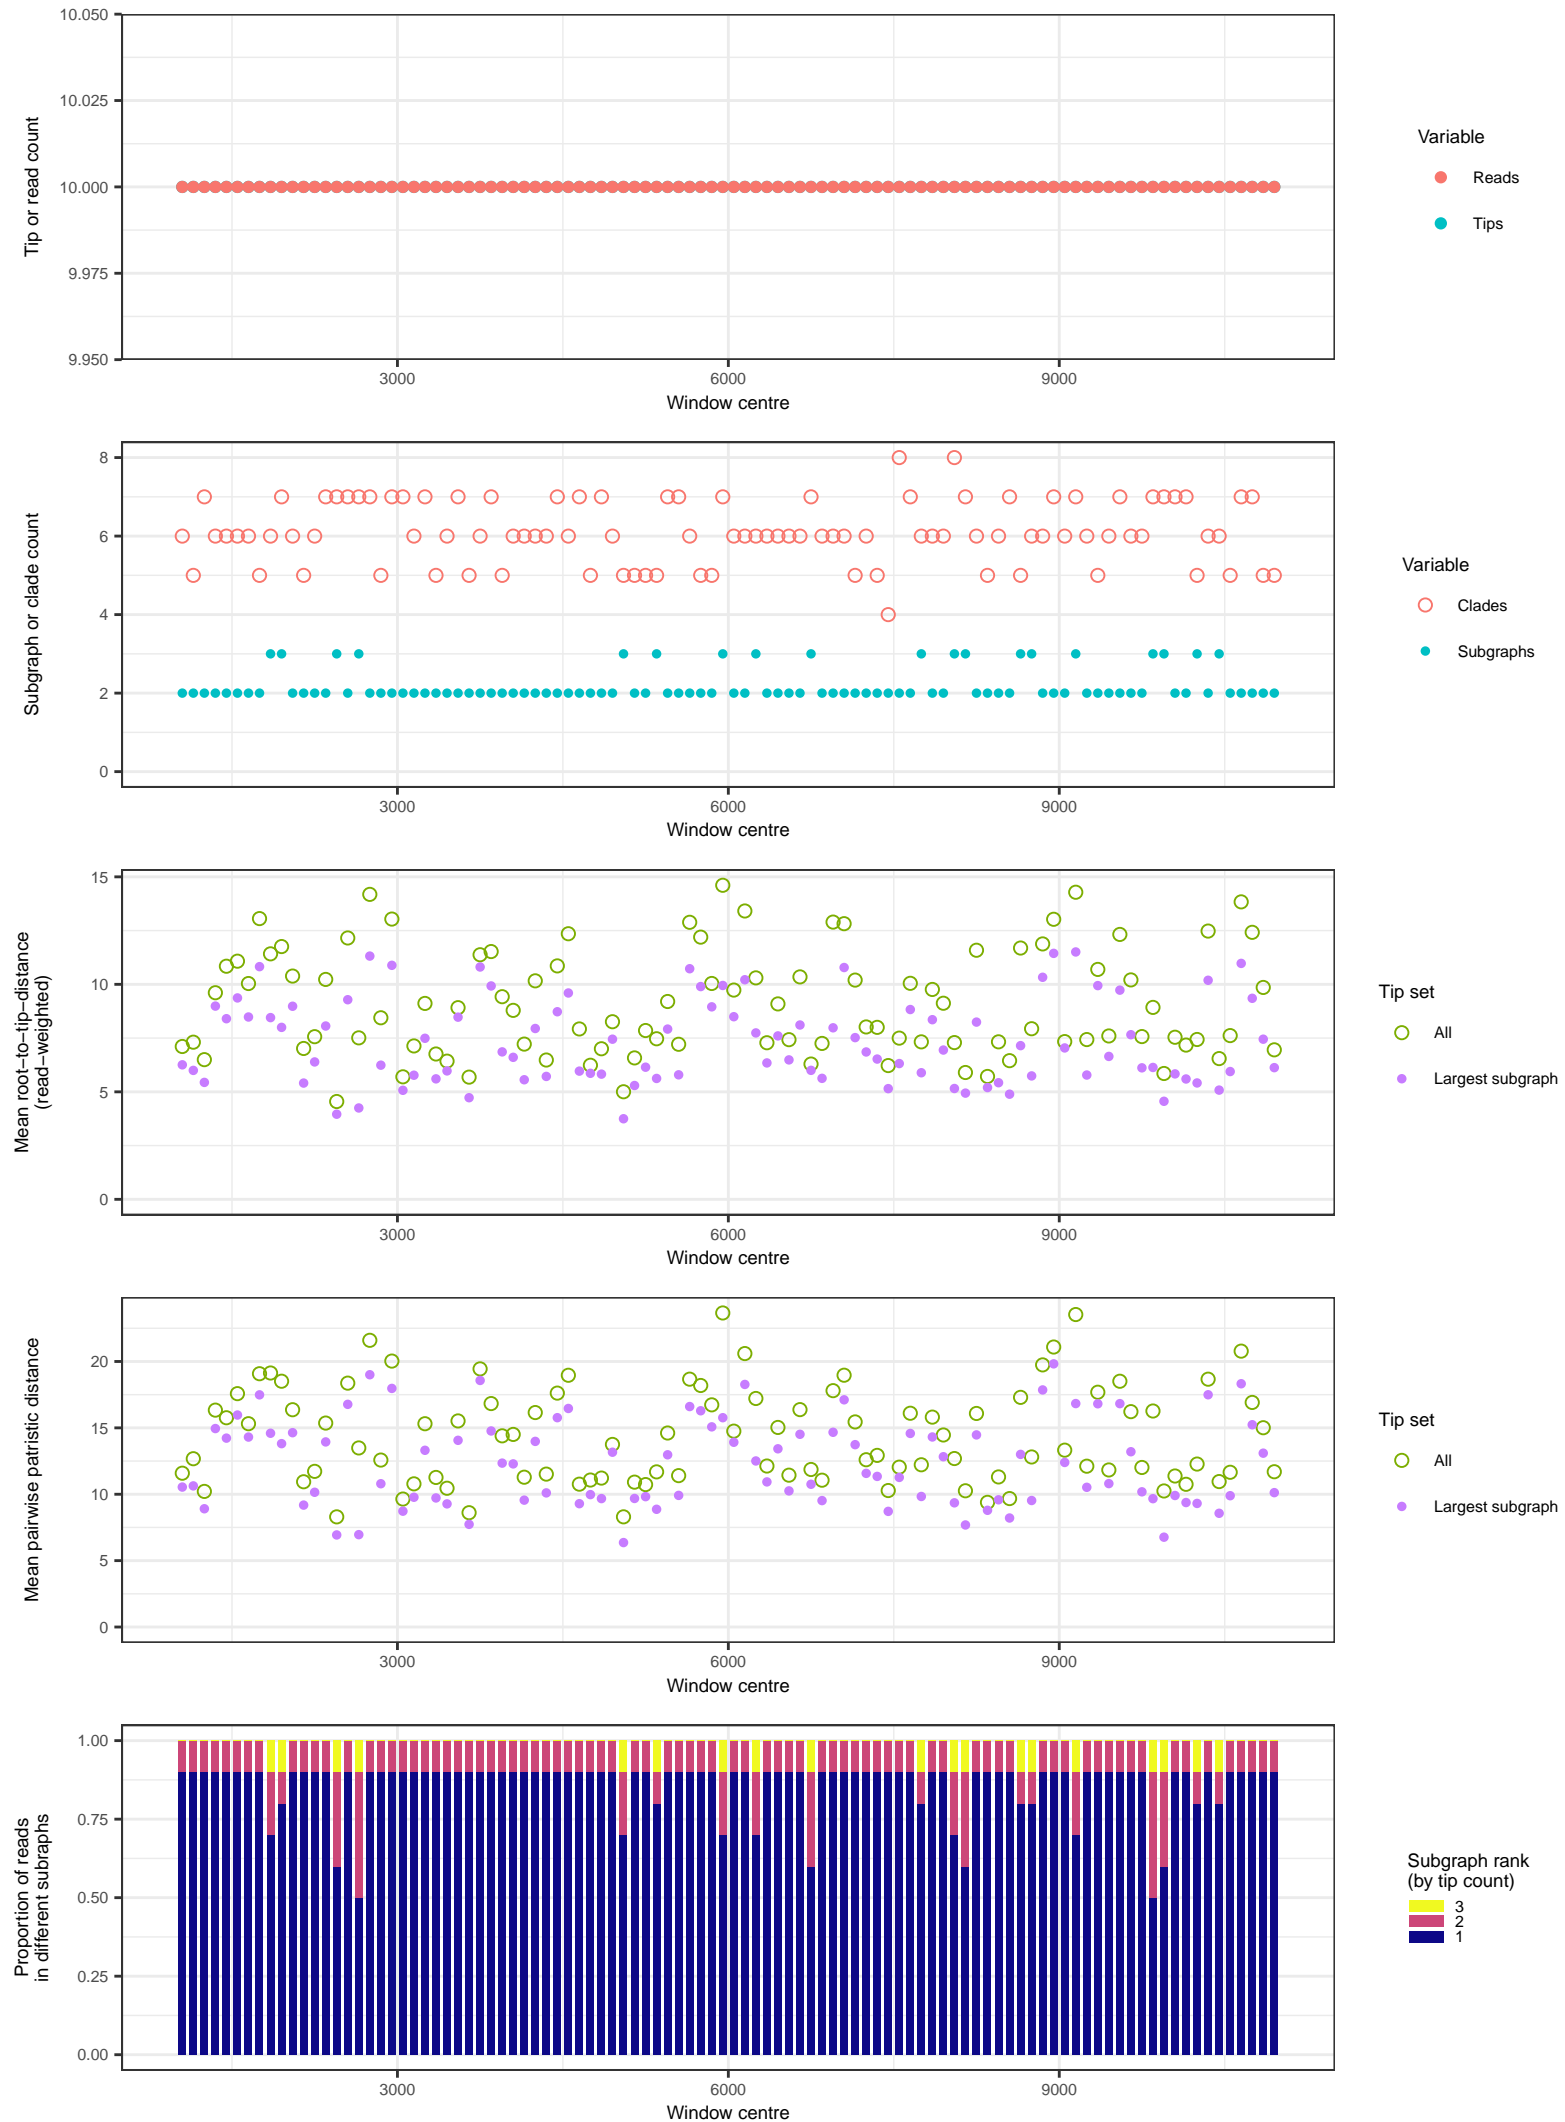 10.050
10.025
10.000
9.975
9.950
Tip or read count
3000 6000 9000
Window centre
Variable
Reads
Tips
8
6
4
2
0
Subgraph or clade count
3000 6000 9000
Window centre
Variable
Clades
Subgraphs
15
10
5
0
Mean root−to−tip−distance
(read−weighted)
3000 6000 9000
Window centre
Tip set
All
Largest subgraph
20
15
10
5
0
Mean pairwise patristic distance
3000 6000 9000
Window centre
Tip set
All
Largest subgraph
1.00
0.75
0.50
0.25
0.00
Proportion of reads
in different subraphs
3000 6000 9000
Window centre
Subgraph rank
(by tip count)
3
2
1